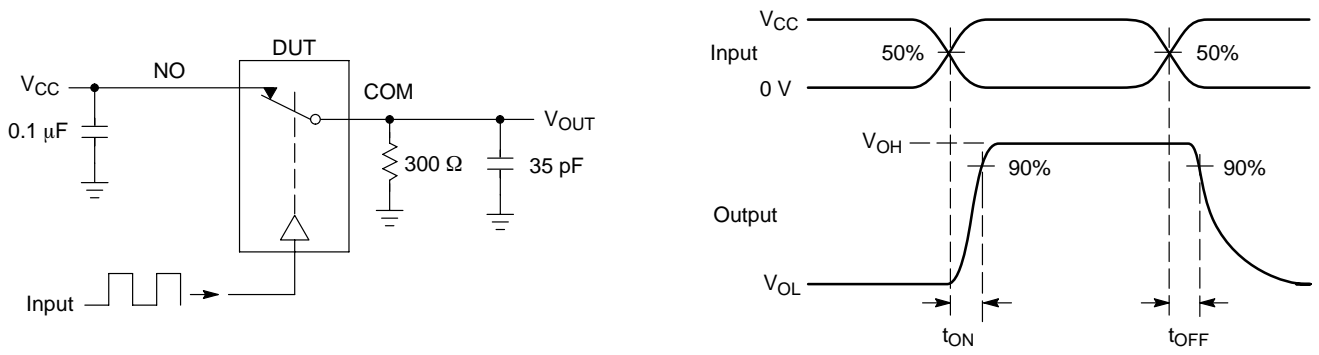 DUT
VCC
NO
COM
VOUT
0.1 μF
300 Ω
35 pF
Input
VCC
Input
50%
50%
0 V
VOH
90%
90%
Output
VOL
tON
tOFF